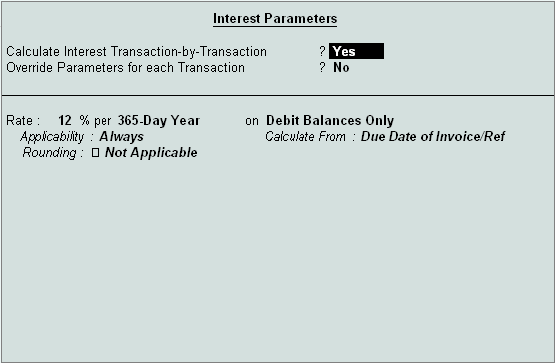 Interest Parameters
Calculate Interest Transaction-by-Transaction ? Yes
Override Parameters for each Transaction ? No
Rate : 12 % per 365-Day Year on Debit Balances Only
Applicability : Always Calculate From : Due Date of Invoice/Ref
Rounding : Not Applicable